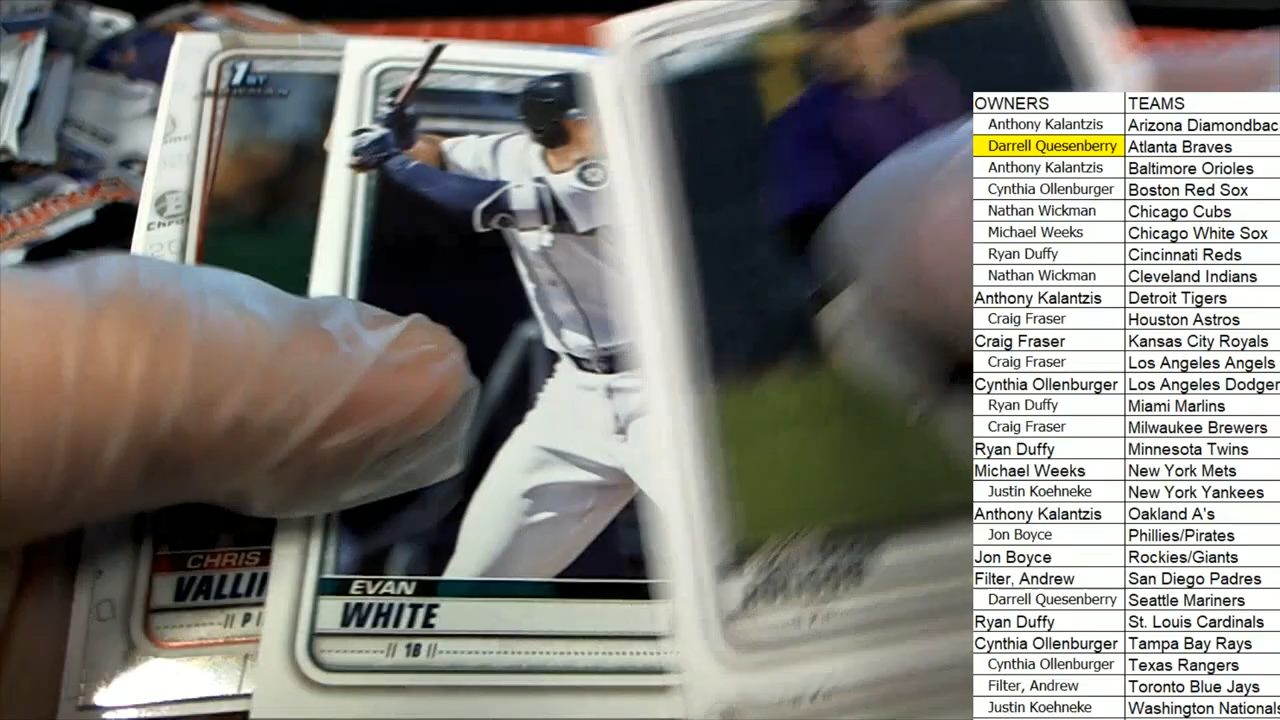 1ST
BOWMAN
Chro
CHRIS
VALLI
P
EVAN
WHITE
1B
OWNERS TEAMS
Anthony Kalantzis Arizona Diamondbac
Darrell Quesenberry Atlanta Braves
Anthony Kalantzis Baltimore Orioles
Cynthia Ollenburger Boston Red Sox
Nathan Wickman Chicago Cubs
Michael Weeks Chicago White Sox
Ryan Duffy Cincinnati Reds
Nathan Wickman Cleveland Indians
Anthony Kalantzis Detroit Tigers
Craig Fraser Houston Astros
Craig Fraser Kansas City Royals
Craig Fraser Los Angeles Angels
Cynthia Ollenburger Los Angeles Dodger
Ryan Duffy Miami Marlins
Craig Fraser Milwaukee Brewers
Ryan Duffy Minnesota Twins
Michael Weeks New York Mets
Justin Koehneke New York Yankees
Anthony Kalantzis Oakland A's
Jon Boyce Phillies/Pirates
Jon Boyce Rockies/Giants
Filter, Andrew San Diego Padres
Darrell Quesenberry Seattle Mariners
Ryan Duffy St. Louis Cardinals
Cynthia Ollenburger Tampa Bay Rays
Cynthia Ollenburger Texas Rangers
Filter, Andrew Toronto Blue Jays
Justin Koehneke Washington Nationals